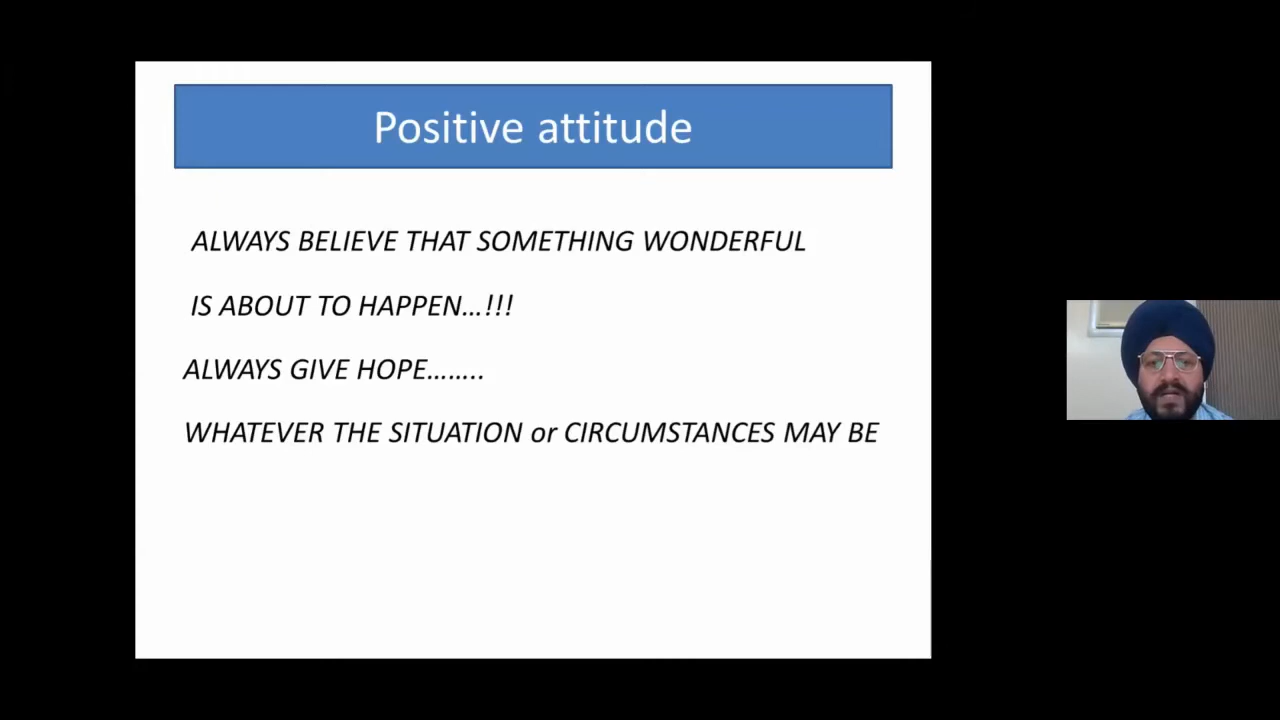 Positive attitude
ALWAYS BELIEVE THAT SOMETHING WONDERFUL
IS ABOUT TO HAPPEN...!!!
ALWAYS GIVE HOPE........
WHATEVER THE SITUATION or CIRCUMSTANCES MAY BE